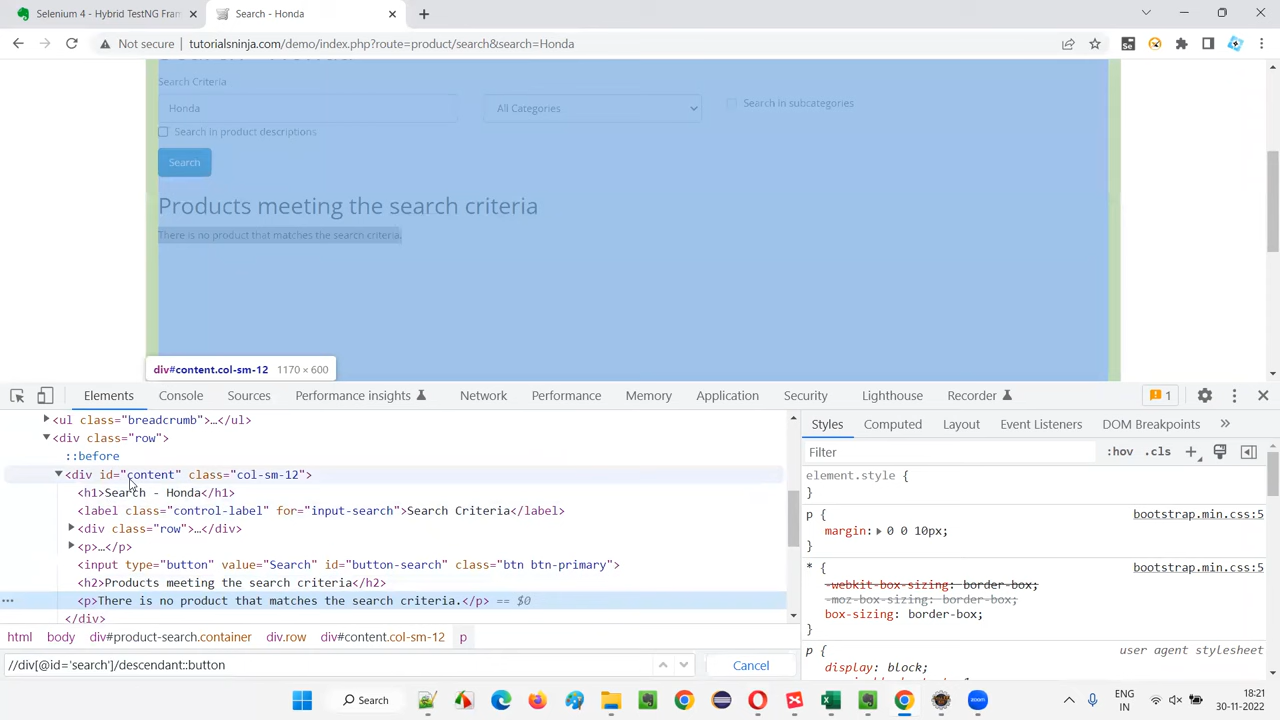 Selenium 4 - Hybrid TestNG Fram
Search - Honda
Not secure
tutorialsninja.com/demo/index.php?route=product/search&search=Honda
Search Criteria
Honda
All Categories
Search in subcategories
Search in product descriptions
Search
Products meeting the search criteria
There is no product that matches the search criteria.
div#content.col-sm-12 1170 × 600
Elements Console Sources Performance insights Network Performance Memory Application Security Lighthouse Recorder 1
<ul class="breadcrumb">…</ul>
<div class="row">
::before
<div id="content" class="col-sm-12">
<h1>Search - Honda</h1>
<label class="control-label" for="input-search">Search Criteria</label>
<div class="row">…</div>
<p>…</p>
<input type="button" value="Search" id="button-search" class="btn btn-primary">
<h2>Products meeting the search criteria</h2>
<p>There is no product that matches the search criteria.</p> == $0
</div>
html body div#product-search.container div.row div#content.col-sm-12 p
//div[@id='search']/descendant::button
Cancel
Styles Computed Layout Event Listeners DOM Breakpoints
Filter
:hov .cls
element.style {
}
p {
bootstrap.min.css:5
margin: 0 0 10px;
}
* {
bootstrap.min.css:5
-webkit-box-sizing: border-box;
-moz-box-sizing: border-box;
box-sizing: border-box;
}
p {
user agent stylesheet
display: block;
Search
ENG
IN
18:21
30-11-2022